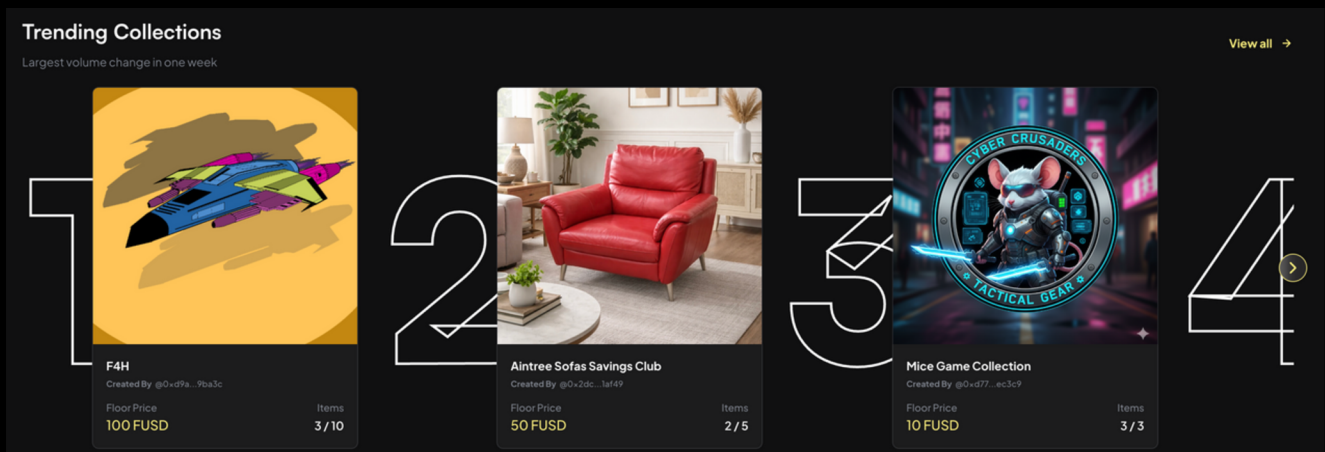 Trending Collections
Largest volume change in one week
View all
1
2
3
4
CYBER CRUSADERS
TACTICAL GEAR
F4H
Created By @0xd9a...9ba3c
Floor Price Items
100 FUSD 3 / 10
Aintree Sofas Savings Club
Created By @0x2dc...1af49
Floor Price Items
50 FUSD 2 / 5
Mice Game Collection
Created By @0xd77...ec3c9
Floor Price Items
10 FUSD 3 / 3